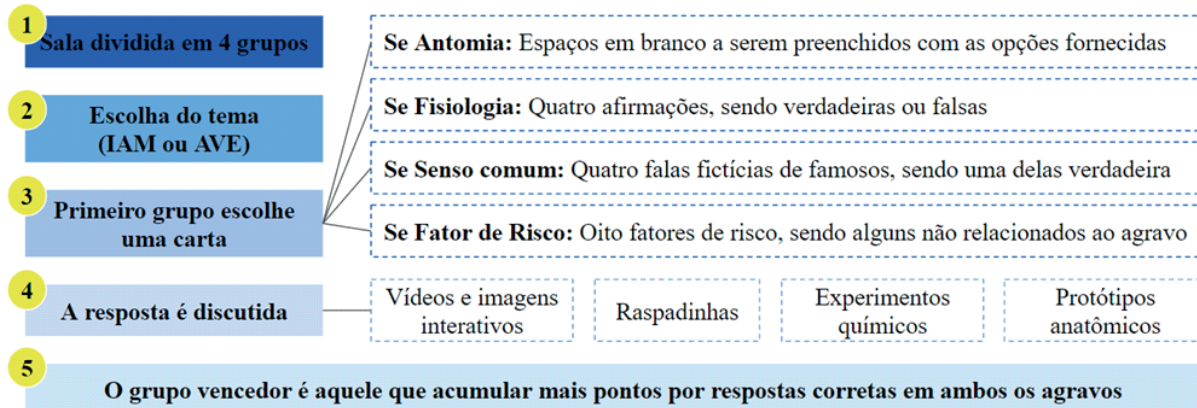 1
Sala dividida em 4 grupos
2
Escolha do tema
(IAM ou AVE)
3
Primeiro grupo escolhe
uma carta
Se Antomia: Espaços em branco a serem preenchidos com as opções fornecidas
Se Fisiologia: Quatro afirmações, sendo verdadeiras ou falsas
Se Senso comum: Quatro falas fictícias de famosos, sendo uma delas verdadeira
Se Fator de Risco: Oito fatores de risco, sendo alguns não relacionados ao agravo
4
A resposta é discutida
Vídeos e imagens
interativos
Raspadinhas
Experimentos
químicos
Protótipos
anatômicos
5
O grupo vencedor é aquele que acumular mais pontos por respostas corretas em ambos os agravos